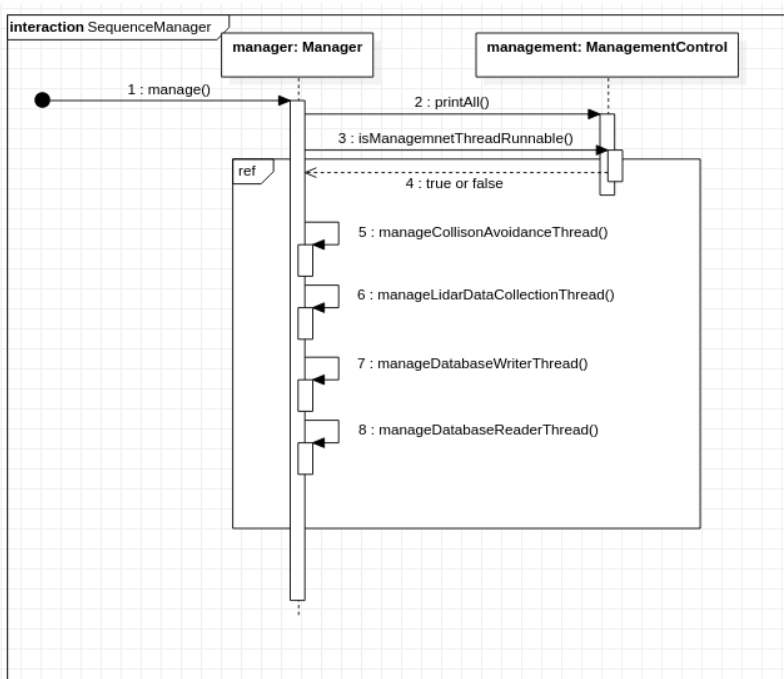 interaction SequenceManager
manager: Manager
management: ManagementControl
1 : manage()
2 : printAll()
3 : isManagemnetThreadRunnable()
ref
4 : true or false
5 : manageCollisonAvoidanceThread()
6 : manageLidarDataCollectionThread()
7 : manageDatabaseWriterThread()
8 : manageDatabaseReaderThread()